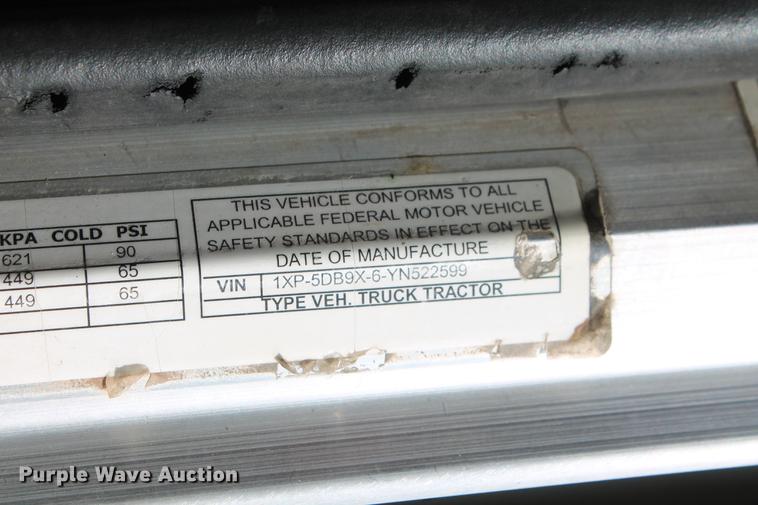 KPA COLD PSI
621 90
449 65
449 65
THIS VEHICLE CONFORMS TO ALL
APPLICABLE FEDERAL MOTOR VEHICLE
SAFETY STANDARDS IN EFFECT ON THE
DATE OF MANUFACTURE
VIN 1XP-5DB9X-6-YN522599
TYPE VEH. TRUCK TRACTOR
Purple Wave Auction